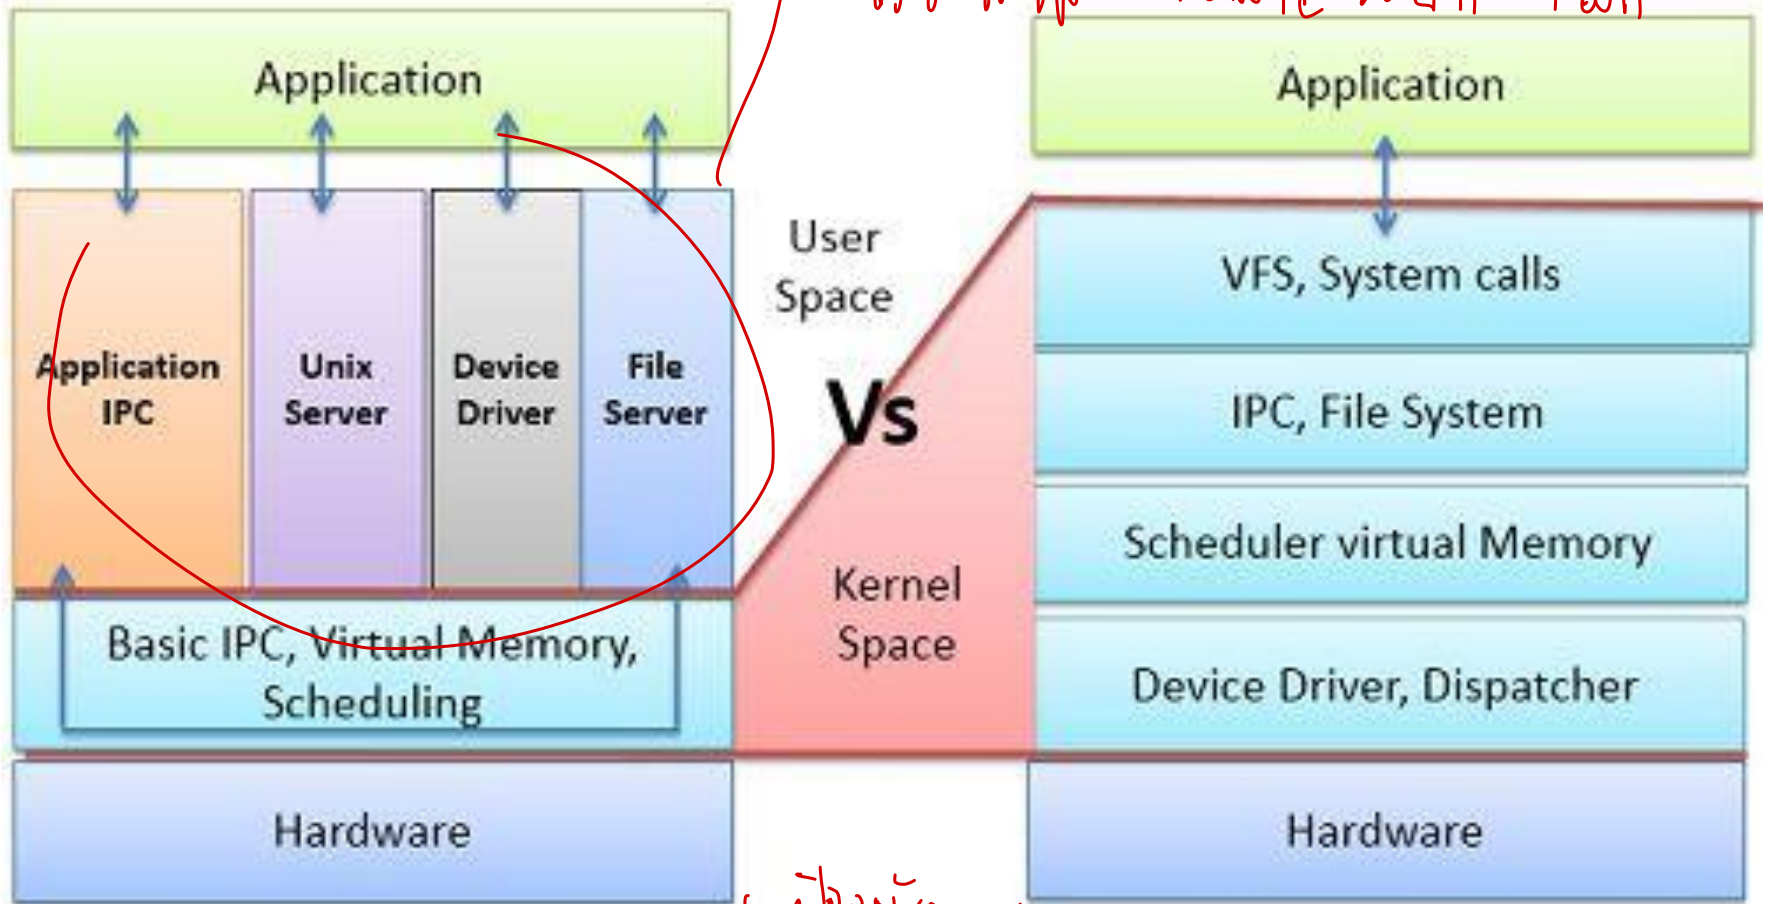 Application
Application
IPC
Unix
Server
Device
Driver
File
Server
Basic IPC, Virtual Memory,
Scheduling
Hardware
User
Space
Vs
Kernel
Space
Application
VFS, System calls
IPC, File System
Scheduler virtual Memory
Device Driver, Dispatcher
Hardware